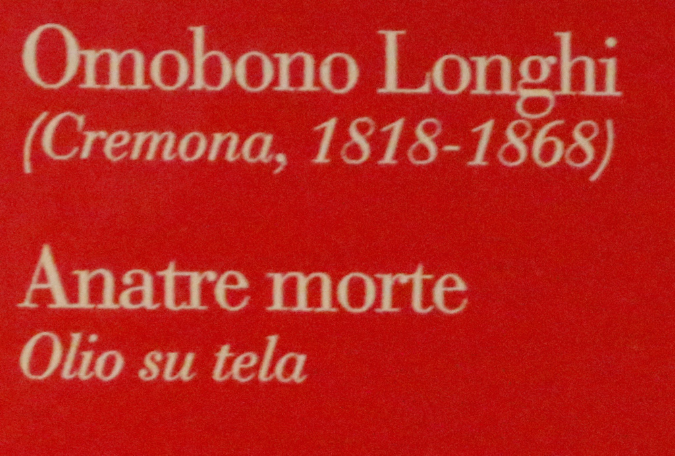 Omobono Longhi
(Cremona, 1818-1868)
Anatre morte
Olio su tela